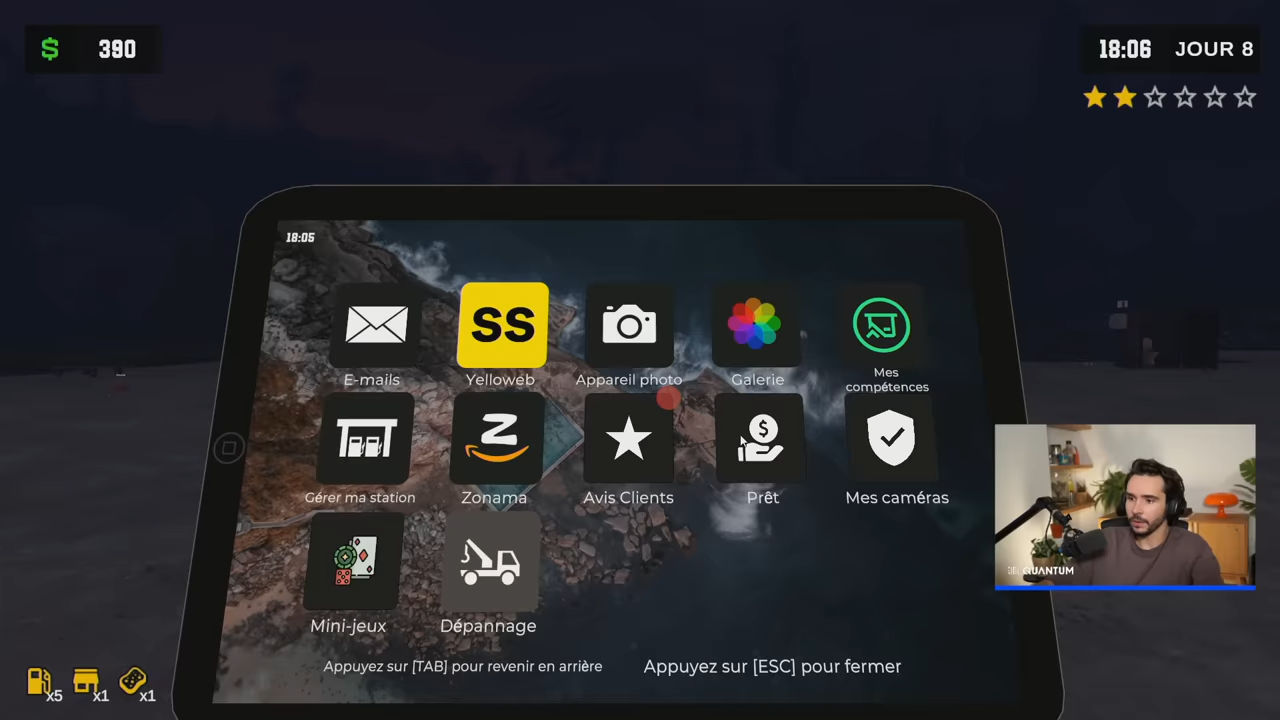 $ 390
18:06 JOUR 8
18:05
SS
E-mails
Yelloweb
Appareil photo
Galerie
Mes
compétences
Z
Gérer ma station
Zonama
Avis Clients
Prêt
Mes caméras
Mini-jeux
Dépannage
Appuyez sur [TAB] pour revenir en arrière
Appuyez sur [ESC] pour fermer
QUANTUM
x5
x1
x1